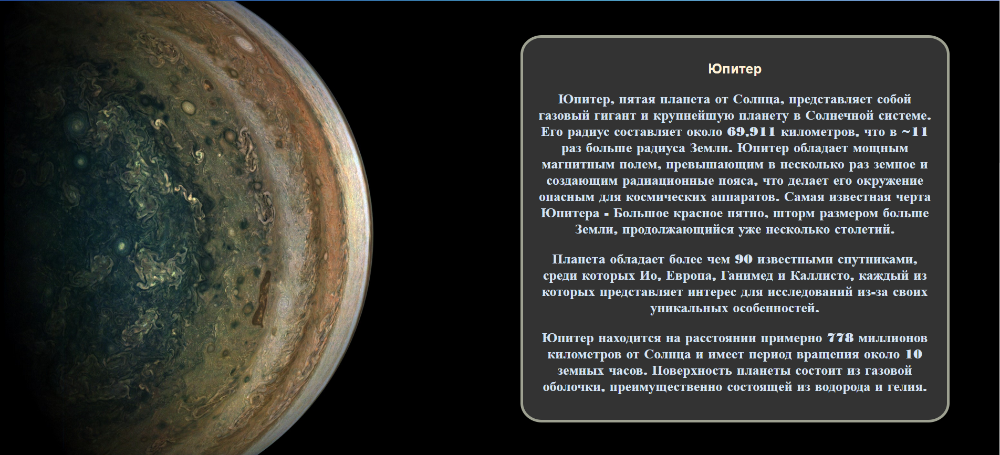 Юпитер
Юпитер, пятая планета от Солнца, представляет собой
газовый гигант и крупнейшую планету в Солнечной системе.
Его радиус составляет около 69,911 километров, что в ~11
раз больше радиуса Земли. Юпитер обладает мощным
магнитным полем, превышающим в несколько раз земное и
создающим радиационные пояса, что делает его окружение
опасным для космических аппаратов. Самая известная черта
Юпитера - Большое красное пятно, шторм размером больше
Земли, продолжающийся уже несколько столетий.
Планета обладает более чем 90 известными спутниками,
среди которых Ио, Европа, Ганимед и Каллисто, каждый из
которых представляет интерес для исследований из-за своих
уникальных особенностей.
Юпитер находится на расстоянии примерно 778 миллионов
километров от Солнца и имеет период вращения около 10
земных часов. Поверхность планеты состоит из газовой
оболочки, преимущественно состоящей из водорода и гелия.